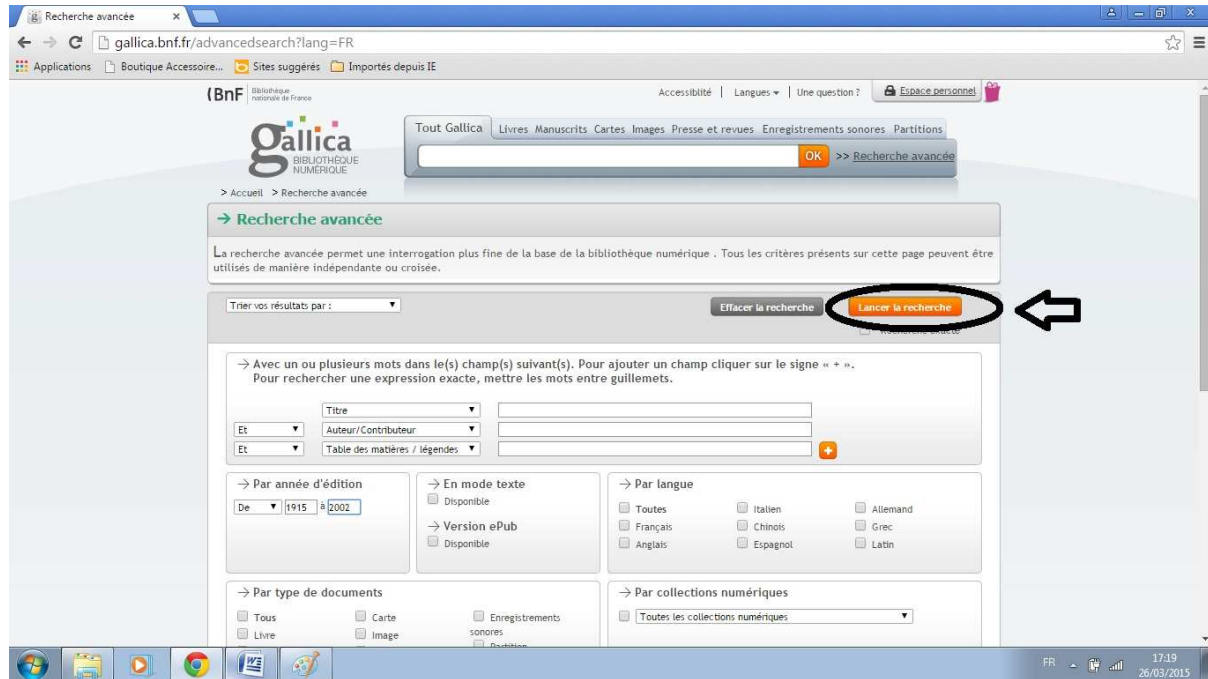 Recherche avancée
gallica.bnf.fr/advancedsearch?lang=FR
Applications Boutique Accessoire... Sites suggérés Importés depuis IE
(BnF Bibliothèque nationale de France
Accessibilité | Langues | Une question ? Espace personnel
gallica
BIBLIOTHÈQUE
NUMÉRIQUE
Tout Gallica Livres Manuscrits Cartes Images Presse et revues Enregistrements sonores Partitions
OK >> Recherche avancée
> Accueil > Recherche avancée
→ Recherche avancée
La recherche avancée permet une interrogation plus fine de la base de la bibliothèque numérique . Tous les critères présents sur cette page peuvent être
utilisés de manière indépendante ou croisée.
Trier vos résultats par : Effacer la recherche Lancer la recherche
Recherche exacte
→ Avec un ou plusieurs mots dans le(s) champ(s) suivant(s). Pour ajouter un champ cliquer sur le signe « + ».
Pour rechercher une expression exacte, mettre les mots entre guillemets.
Titre
Et Auteur/Contributeur
Et Table des matières / légendes +
→ Par année d'édition
De 1915 à 2002
→ En mode texte
Disponible
→ Version ePub
Disponible
→ Par langue
Toutes Italien Allemand
Français Chinois Grec
Anglais Espagnol Latin
→ Par type de documents
Tous Carte Enregistrements
Livre Image sonores
Partition
→ Par collections numériques
Toutes les collections numériques
FR 17:19
26/03/2015